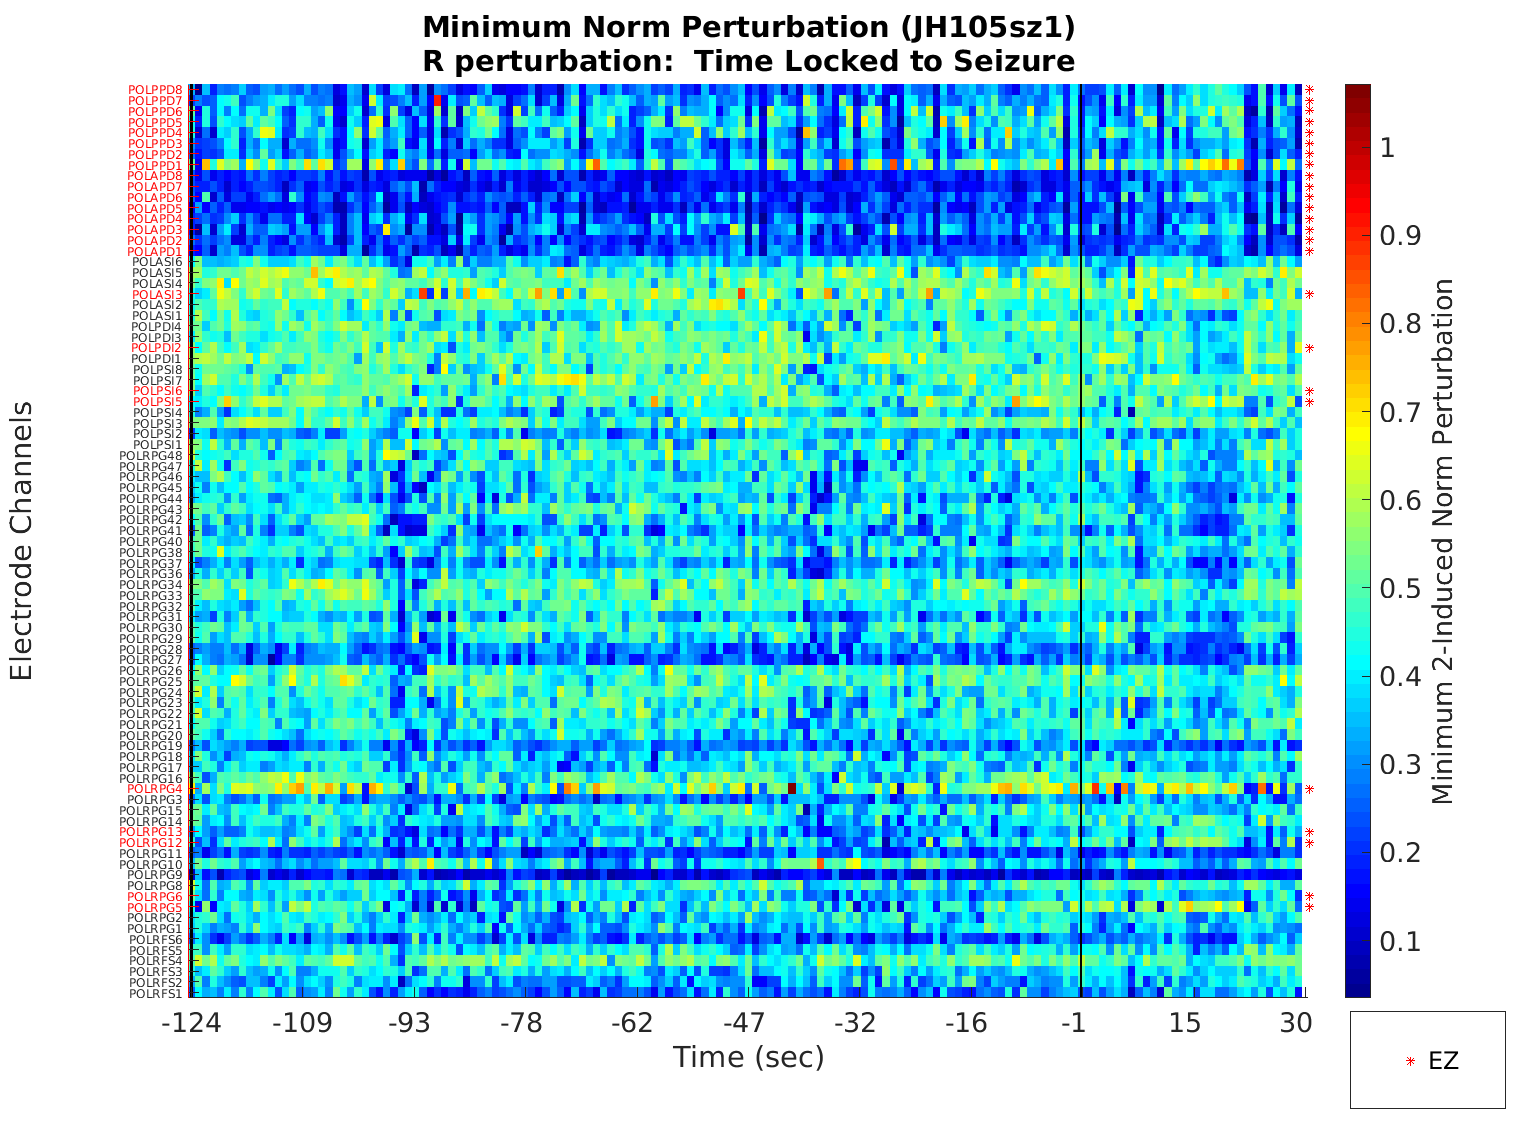 Minimum Norm Perturbation (JH105sz1)
R perturbation:  Time Locked to Seizure
Electrode Channels
POLPPD8
POLPPD7
POLPPD6
POLPPD5
POLPPD4
POLPPD3
POLPPD2
POLPPD1
POLAPD8
POLAPD7
POLAPD6
POLAPD5
POLAPD4
POLAPD3
POLAPD2
POLAPD1
POLASI6
POLASI5
POLASI4
POLASI3
POLASI2
POLASI1
POLPDI4
POLPDI3
POLPDI2
POLPDI1
POLPSI8
POLPSI7
POLPSI6
POLPSI5
POLPSI4
POLPSI3
POLPSI2
POLPSI1
POLRPG48
POLRPG47
POLRPG46
POLRPG45
POLRPG44
POLRPG43
POLRPG42
POLRPG41
POLRPG40
POLRPG38
POLRPG37
POLRPG36
POLRPG34
POLRPG33
POLRPG32
POLRPG31
POLRPG30
POLRPG29
POLRPG28
POLRPG27
POLRPG26
POLRPG25
POLRPG24
POLRPG23
POLRPG22
POLRPG21
POLRPG20
POLRPG19
POLRPG18
POLRPG17
POLRPG16
POLRPG4
POLRPG3
POLRPG15
POLRPG14
POLRPG13
POLRPG12
POLRPG11
POLRPG10
POLRPG9
POLRPG8
POLRPG6
POLRPG5
POLRPG2
POLRPG1
POLRFS6
POLRFS5
POLRFS4
POLRFS3
POLRFS2
POLRFS1
-124 -109 -93 -78 -62 -47 -32 -16 -1 15 30
Time (sec)
1
0.9
0.8
0.7
0.6
0.5
0.4
0.3
0.2
0.1
Minimum 2-Induced Norm Perturbation
EZ